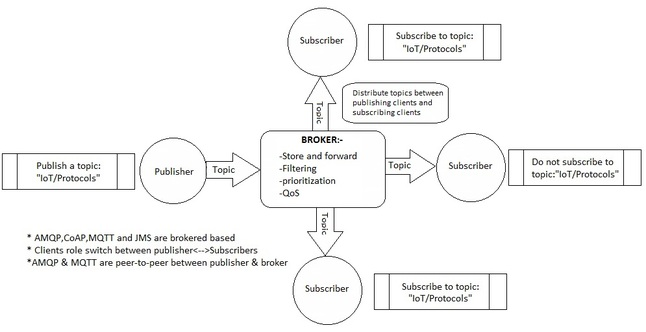 Subscriber
Subscribe to topic:
"IoT/Protocols"
Distribute topics between
publishing clients and
subscribing clients
Topic
Publish a topic:
"IoT/Protocols"
Publisher
Topic
BROKER:-
-Store and forward
-Filtering
-prioritization
-QoS
Topic
Subscriber
Do not subscribe to
topic:"IoT/Protocols"
Topic
* AMQP,CoAP,MQTT and JMS are brokered based
* Clients role switch between publisher<-->Subscribers
*AMQP & MQTT are peer-to-peer between publisher & broker
Subscriber
Subscribe to topic:
"IoT/Protocols"